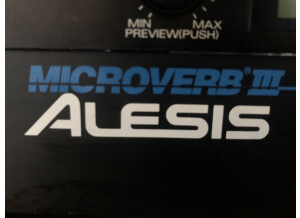 MIN MAX
PREVIEW(PUSH)
MICROVERB® III
ALESIS